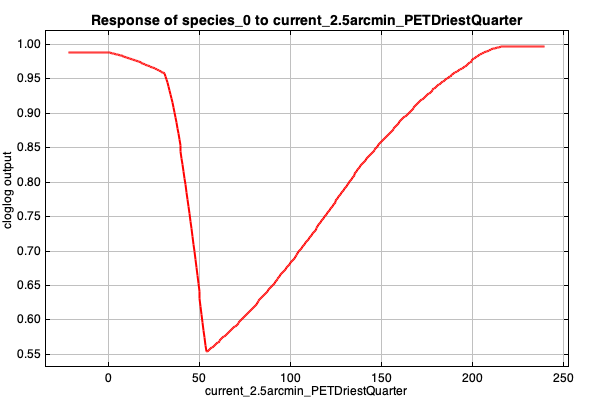 Response of species_0 to current_2.5arcmin_PETDriestQuarter
1.00
0.95
0.90
0.85
0.80
0.75
0.70
0.65
0.60
0.55
cloglog output
0 50 100 150 200 250
current_2.5arcmin_PETDriestQuarter